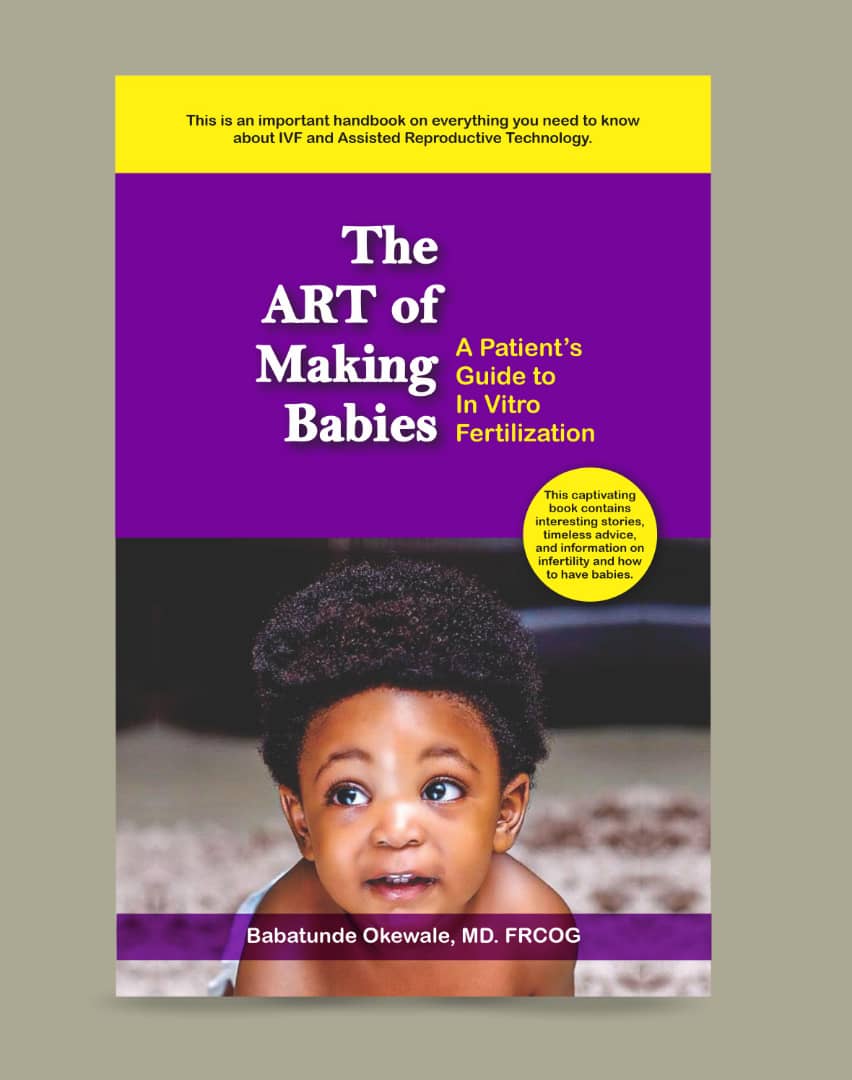 This is an important handbook on everything you need to know
about IVF and Assisted Reproductive Technology.
The
ART of
Making
Babies
A Patient's
Guide to
In Vitro
Fertilization
This captivating
book contains
interesting stories,
timeless advice,
and information on
infertility and how
to have babies.
Babatunde Okewale, MD. FRCOG